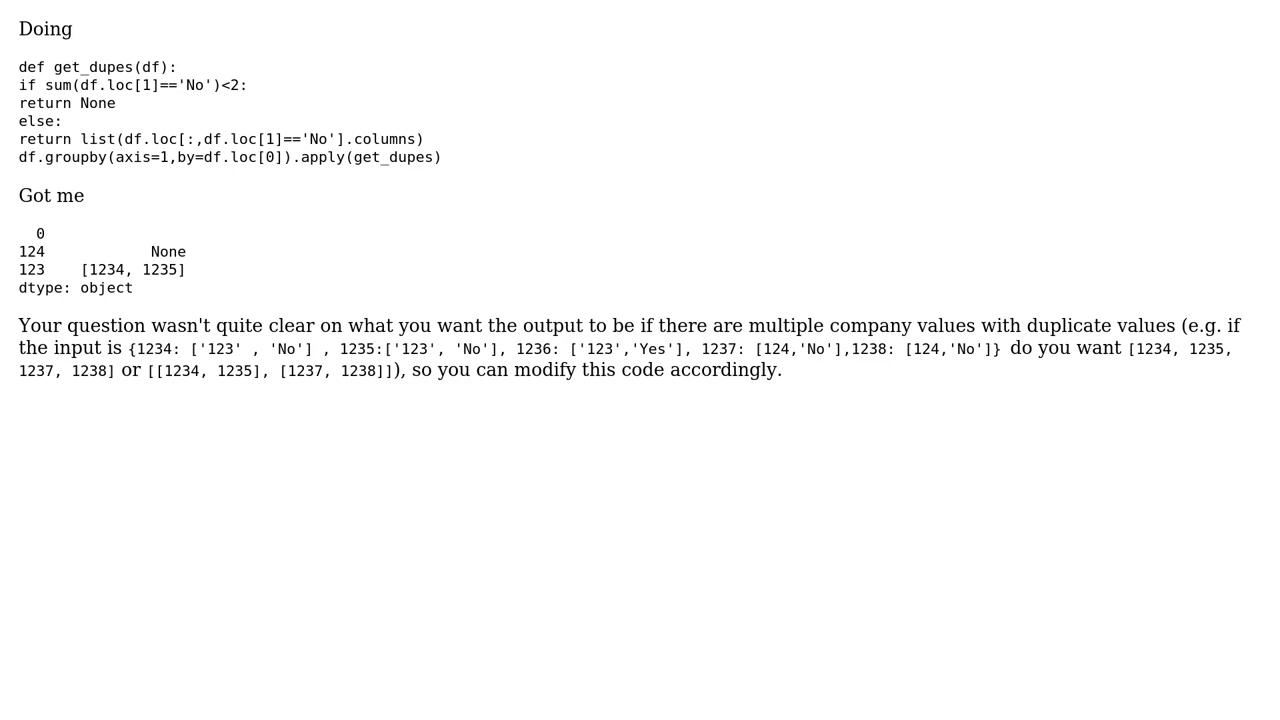 Doing
def get_dupes(df):
if sum(df.loc[1]=='No')<2:
return None
else:
return list(df.loc[:,df.loc[1]=='No'].columns)
df.groupby(axis=1,by=df.loc[0]).apply(get_dupes)
Got me
0
124            None
123    [1234, 1235]
dtype: object
Your question wasn't quite clear on what you want the output to be if there are multiple company values with duplicate values (e.g. if
the input is {1234: ['123' , 'No'] , 1235:['123', 'No'], 1236: ['123','Yes'], 1237: [124,'No'],1238: [124,'No']} do you want [1234, 1235,
1237, 1238] or [[1234, 1235], [1237, 1238]]), so you can modify this code accordingly.